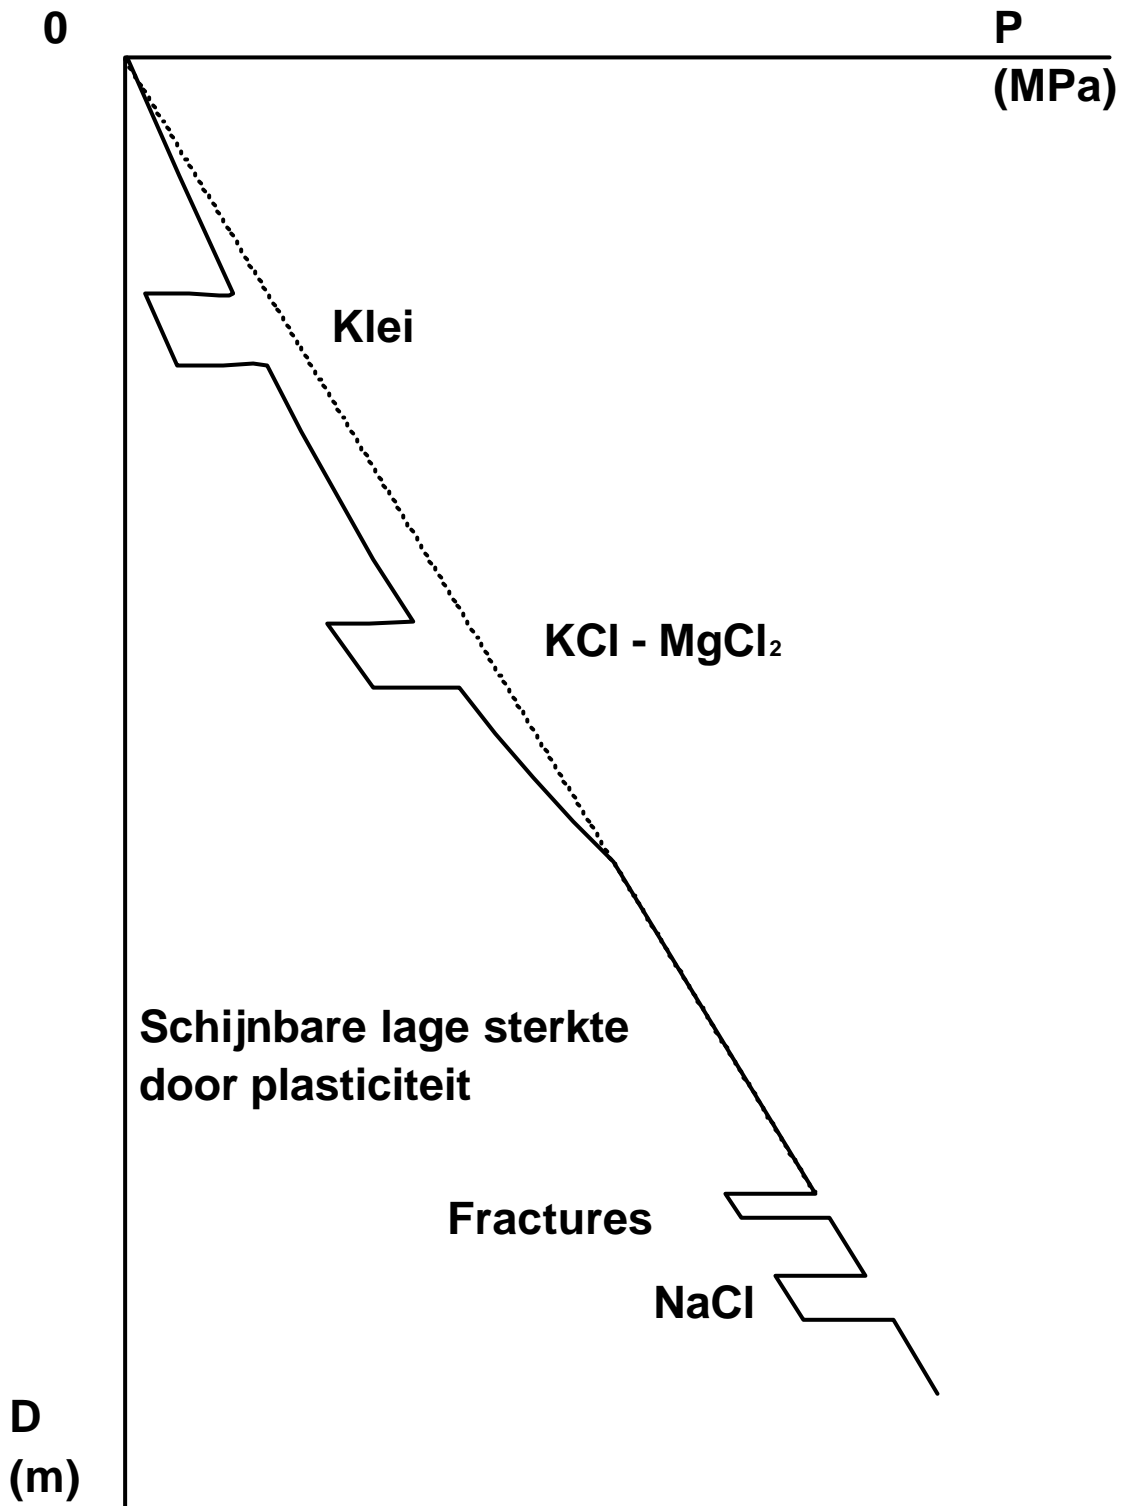 0
P
(MPa)
Klei
KCl - MgCl₂
Schijnbare lage sterkte
door plasticiteit
Fractures
NaCl
D
(m)